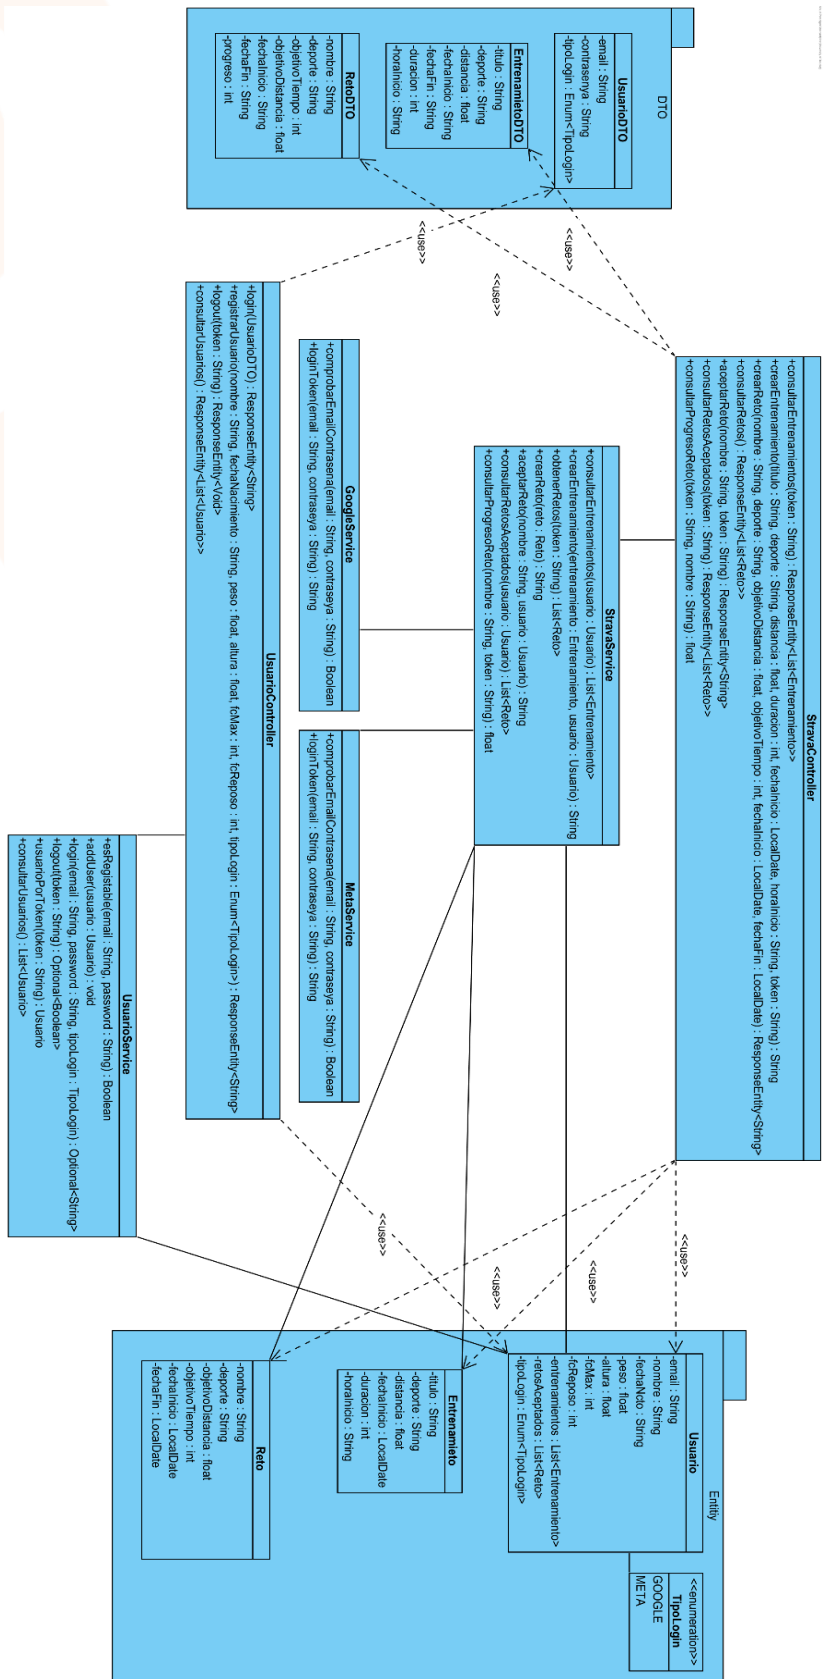 StravaController
+consultarEntrenamientos(token : String) : ResponseEntity<List<Entrenamiento>>
+crearEntrenamiento(titulo : String, deporte : String, distancia : float, duracion : int, fechaInicio : LocalDate, horaInicio : String, token : String) : String
+crearReto(nombre : String, deporte : String, objetivoDistancia : float, objetivoTiempo : int, fechaInicio : LocalDate, fechaFin : LocalDate) : ResponseEntity<String>
+consultarRetos() : ResponseEntity<List<Reto>>
+aceptarReto(nombre : String, token : String) : ResponseEntity<String>
+consultarRetosAceptados(token : String) : ResponseEntity<List<Reto>>
+consultarProgresoReto(token : String, nombre : String) : float
DTO
UsuarioDTO
-email : String
-contrasenya : String
-tipoLogin : Enum<TipoLogin>
EntrenamietoDTO
-titulo : String
-deporte : String
-distancia : float
-fechaInicio : String
-fechaFin : String
-duracion : int
-horaInicio : String
RetoDTO
-nombre : String
-deporte : String
-objetivoTiempo : int
-objetivoDistancia : float
-fechaInicio : String
-fechaFin : String
-progreso : int
<<use>>
<<use>>
<<use>>
StravaService
+consultarEntrenamientos(usuario : Usuario) : List<Entrenamiento>
+crearEntrenamiento(entrenamiento : Entrenamiento, usuario : Usuario) : String
+obtenerRetos(token : String) : List<Reto>
+crearReto(reto : Reto) : String
+aceptarReto(nombre : String, usuario : Usuario) : String
+consultarRetosAceptados(usuario : Usuario) : List<Reto>
+consultarProgresoReto(nombre : String, token : String) : float
GoogleService
+comprobarEmailContrasena(email : String, contraseya : String) : Boolean
+loginToken(email : String, contraseya : String) : String
MetaService
+comprobarEmailContrasena(email : String, contraseya : String) : Boolean
+loginToken(email : String, contraseya : String) : String
UsuarioController
+login(UsuarioDTO) : ResponseEntity<String>
+registrarUsuario(nombre : String, fechaNacimiento : String, peso : float, altura : float, fcMax : int, fcReposo : int, tipoLogin : Enum<TipoLogin>) : ResponseEntity<String>
+logout(token : String) : ResponseEntity<Void>
+consultarUsuarios() : ResponseEntity<List<Usuario>>
UsuarioService
+esRegistable(email : String, password : String) : Boolean
+addUser(usuario : Usuario) : void
+login(email : String, password : String, tipoLogin : TipoLogin) : Optional<String>
+logout(token : String) : Optional<Boolean>
+usuarioPorToken(token : String) : Usuario
+consultarUsuarios() : List<Usuario>
<<use>>
<<use>>
<<use>>
<<use>>
Entitiy
Usuario
-email : String
-nombre : String
-fechaNcto : String
-peso : float
-altura : float
-fcMax : int
-fcReposo : int
-entrenamientos : List<Entrenamiento>
-retosAceptados : List<Reto>
-tipoLogin : Enum<TipoLogin>
<<enumeration>>
TipoLogin
GOOGLE
META
Entrenamieto
-titulo : String
-deporte : String
-distancia : float
-fechaInicio : LocalDate
-duracion : int
-horaInicio : String
Reto
-nombre : String
-deporte : String
-objetivoDistancia : float
-objetivoTiempo : int
-fechaInicio : LocalDate
-fechaFin : LocalDate